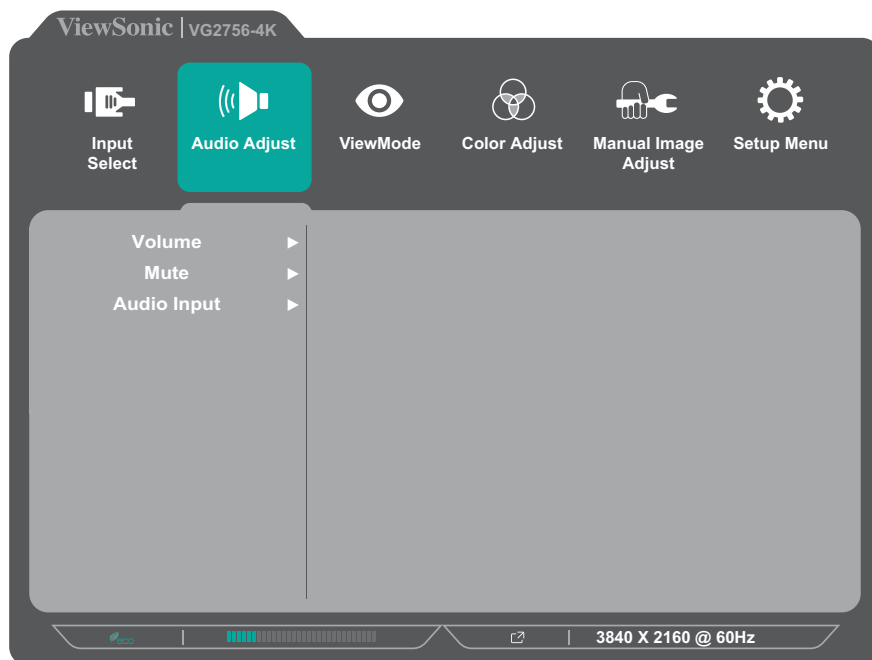 ViewSonic | VG2756-4K
Input
Select
Audio Adjust
ViewMode
Color Adjust
Manual Image
Adjust
Setup Menu
Volume
Mute
Audio Input
eco
3840 X 2160 @ 60Hz